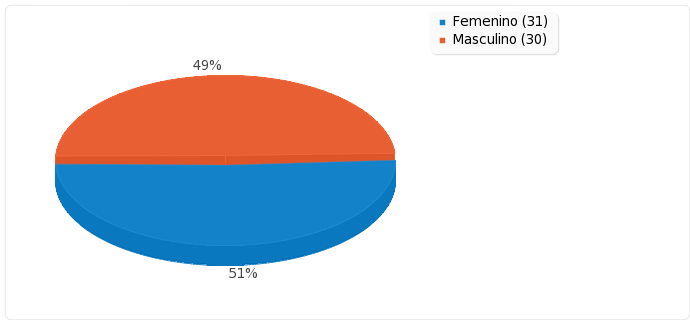 Femenino (31)
Masculino (30)
49%
51%